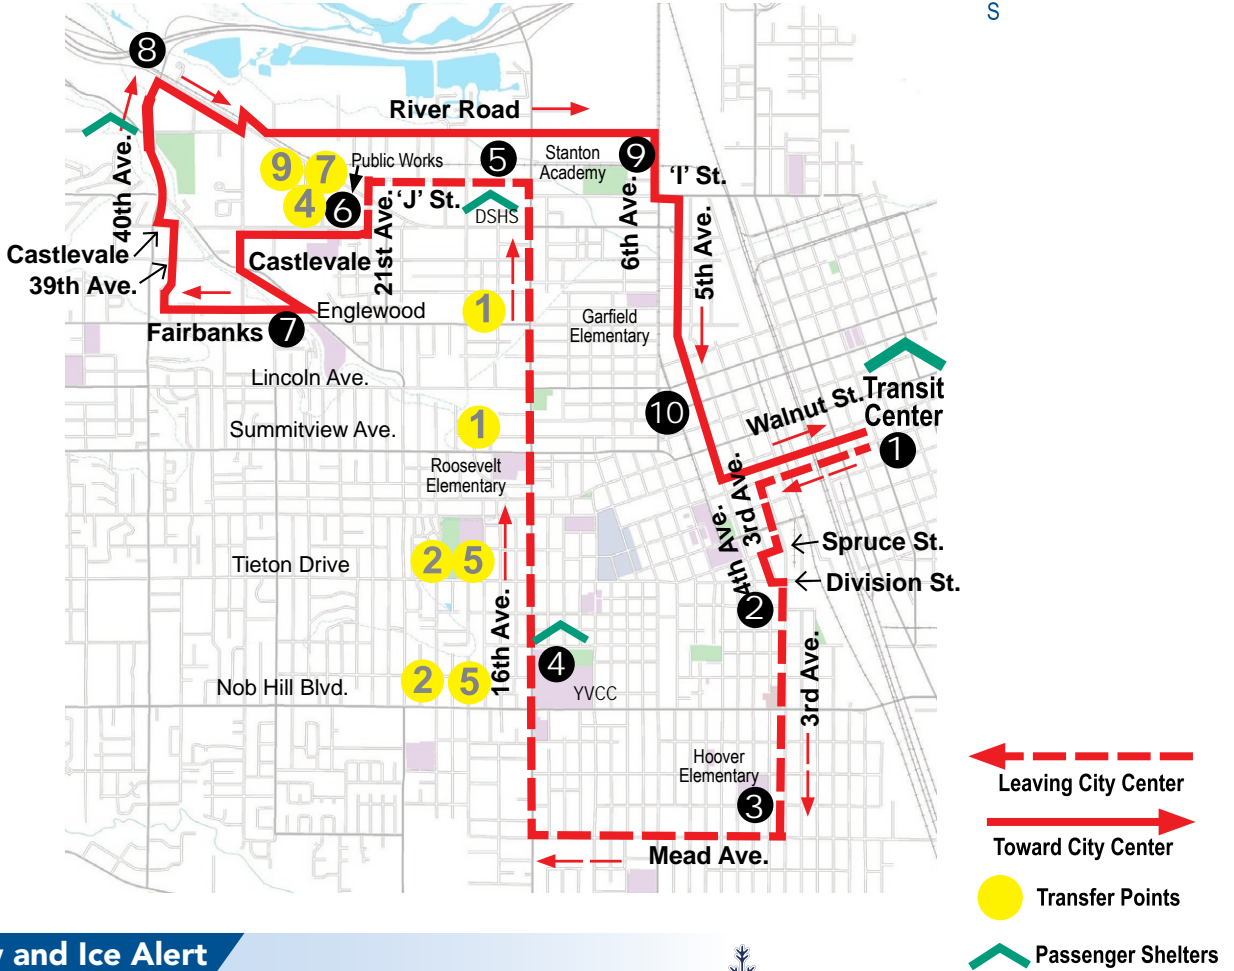 S
8
River Road
40th Ave.
9
7
4
Public Works
6
5
Stanton
Academy
9
'I' St.
'J' St.
DSHS
21st Ave.
6th Ave.
5th Ave.
Castlevale
39th Ave.
Castlevale
Fairbanks
7
Englewood
1
Garfield
Elementary
Lincoln Ave.
Summitview Ave.
1
10
Walnut St.
Transit
Center
1
Roosevelt
Elementary
3rd Ave.
4th Ave.
Spruce St.
Division St.
2
Tieton Drive
2
5
16th Ave.
4
YVCC
Nob Hill Blvd.
2
5
3rd Ave.
Hoover
Elementary
3
Mead Ave.
Leaving City Center
Toward City Center
Transfer Points
Passenger Shelters
and Ice Alert